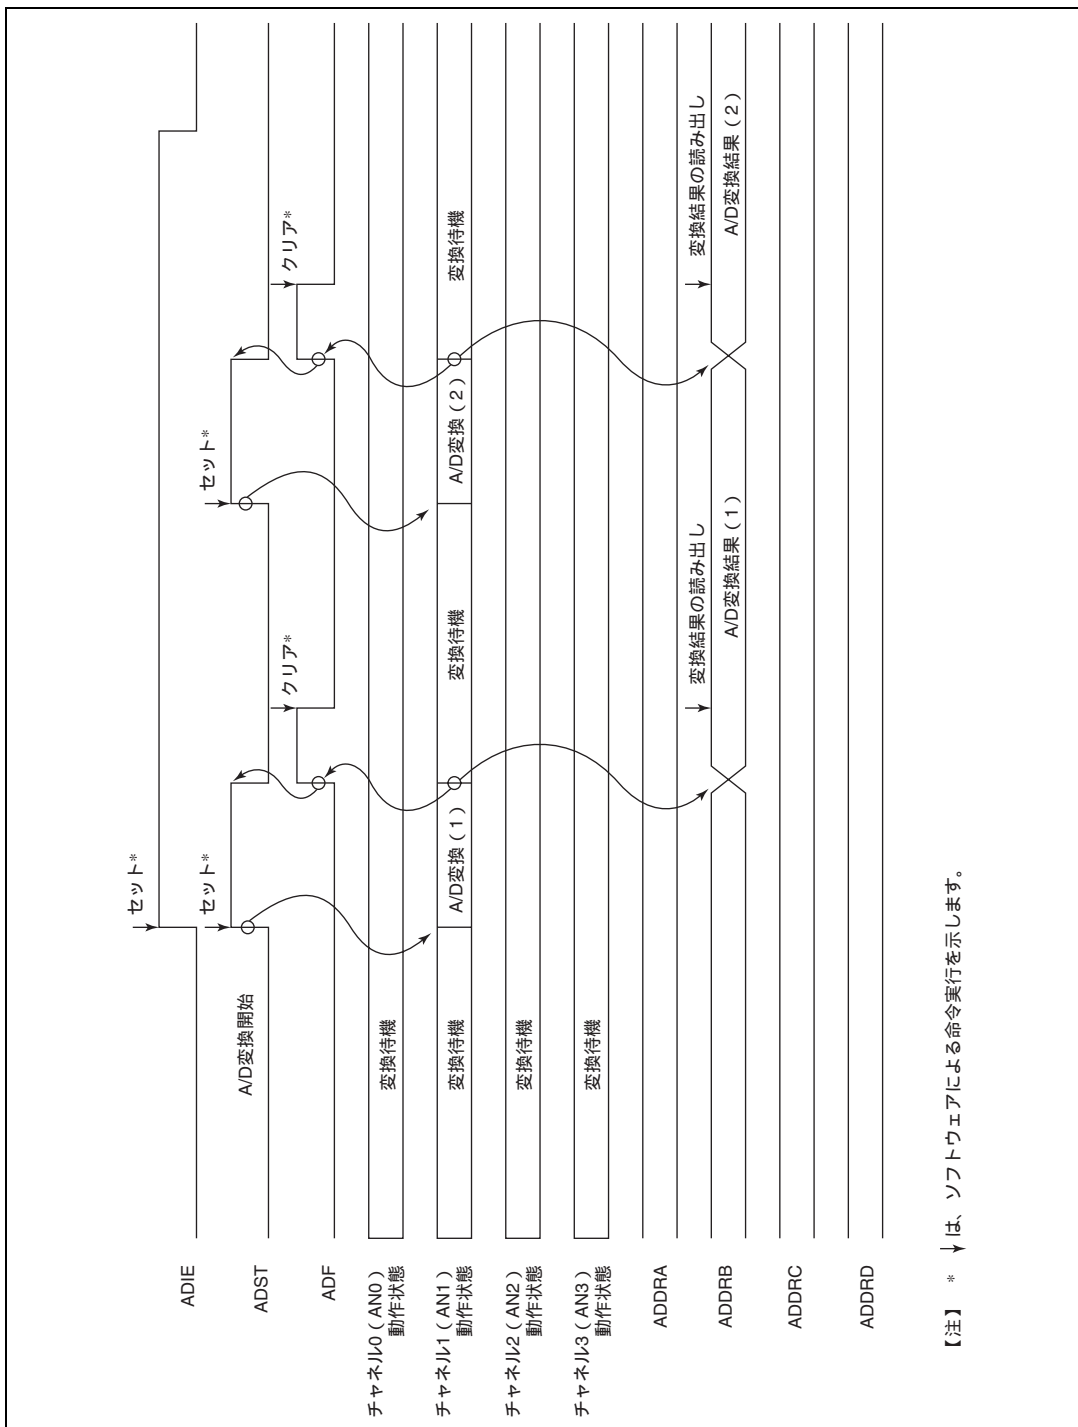 ADIE
セット*
ADST
A/D変換開始
セット*
セット*
ADF
クリア*
クリア*
チャネル0（AN0）
動作状態
変換待機
チャネル1（AN1）
動作状態
変換待機
A/D変換（1）
変換待機
A/D変換（2）
変換待機
チャネル2（AN2）
動作状態
変換待機
チャネル3（AN3）
動作状態
変換待機
ADDRA
変換結果の読み出し
変換結果の読み出し
ADDRB
A/D変換結果（1）
A/D変換結果（2）
ADDRC
ADDRD
【注】 * ↓は、ソフトウェアによる命令実行を示します。